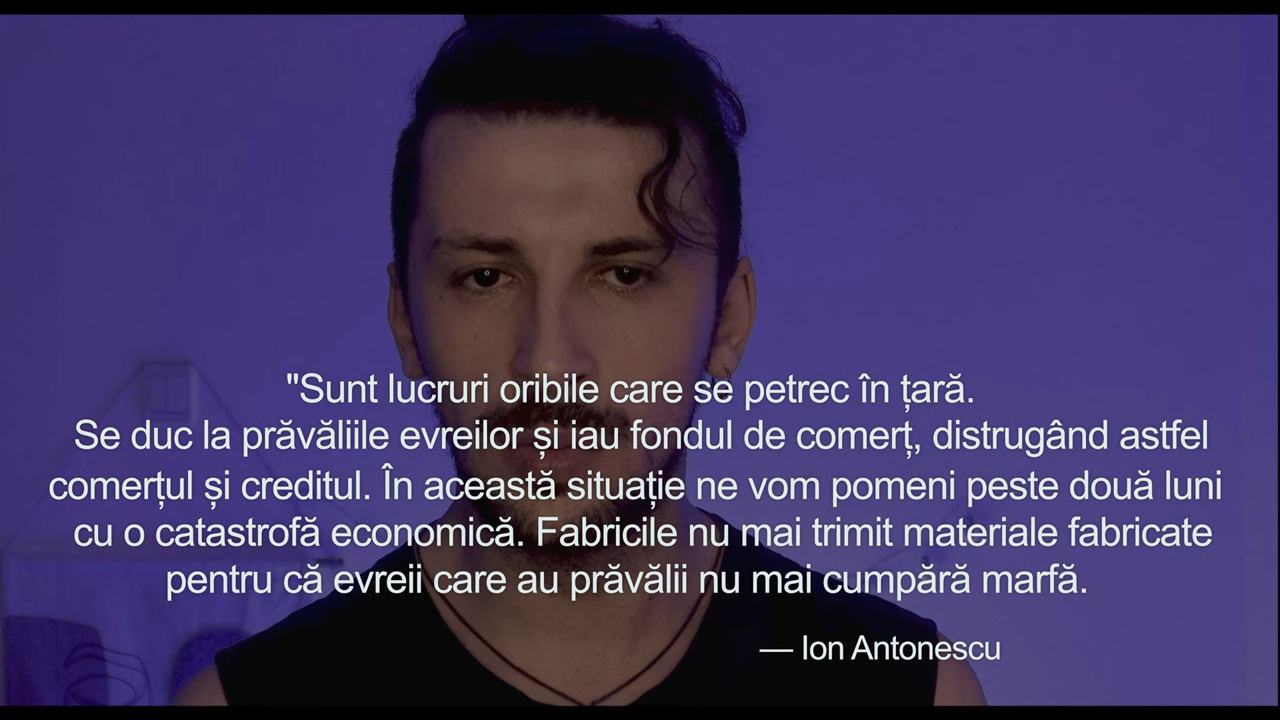 "Sunt lucruri oribile care se petrec în țară.
Se duc la prăvăliile evreilor și iau fondul de comerț, distrugând astfel
comerțul și creditul. În această situație ne vom pomeni peste două luni
cu o catastrofă economică. Fabricile nu mai trimit materiale fabricate
pentru că evreii care au prăvălii nu mai cumpără marfă.
— Ion Antonescu